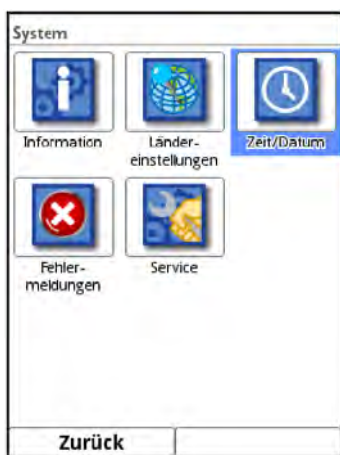 System
Information
Länder-
einstellungen
Zeit/Datum
Fehler-
meldungen
Service
Zurück